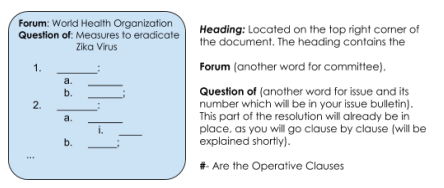 Forum: World Health Organization
Question of: Measures to eradicate
Zika Virus
1. ______:
a. ______
b. ______;
2. ______:
a. ______
i. ____
b. _____;
...
Heading: Located on the top right corner of
the document. The heading contains the
Forum (another word for committee),
Question of (another word for issue and its
number which will be in your issue bulletin).
This part of the resolution will already be in
place, as you will go clause by clause (will be
explained shortly).
#- Are the Operative Clauses